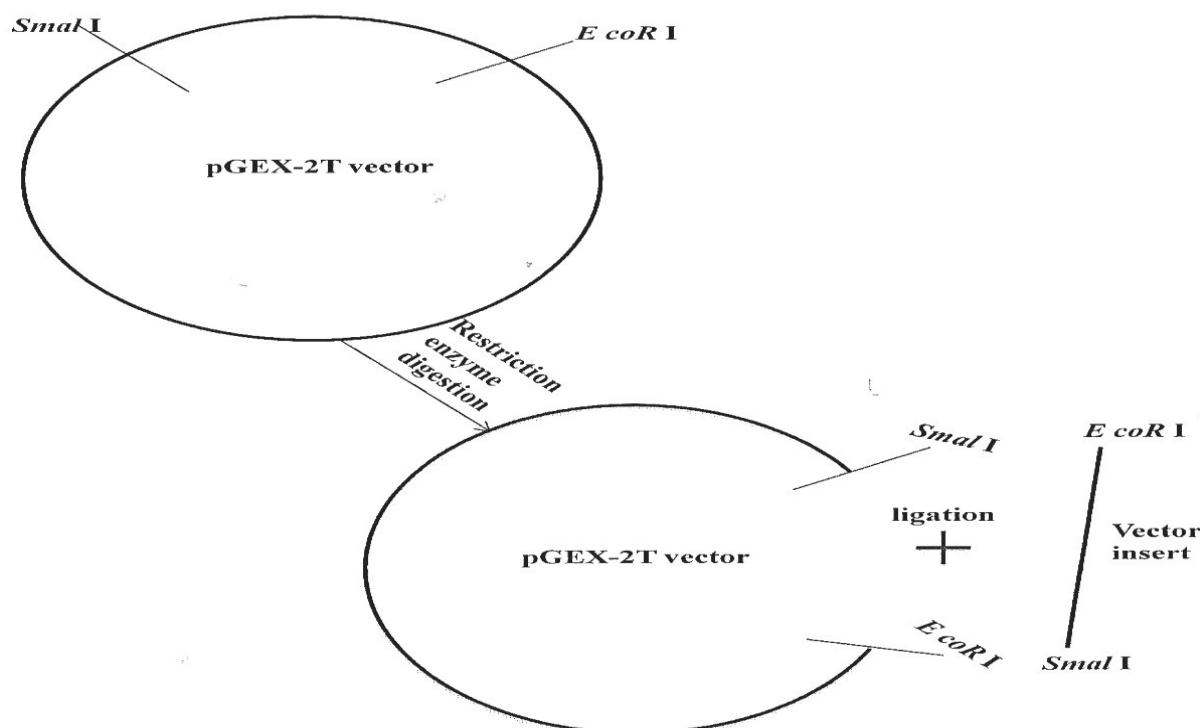 SmaI I
E coR I
pGEX-2T vector
Restriction
enzyme
digestion
SmaI I
E coR I
ligation
+
Vector
insert
pGEX-2T vector
E coR I
SmaI I